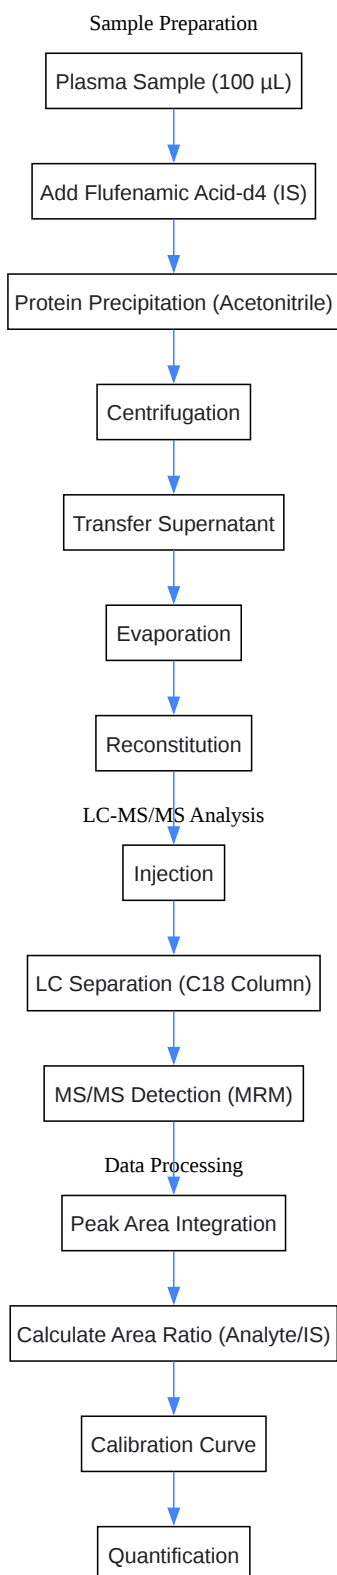 Sample Preparation
Plasma Sample (100 µL)
Add Flufenamic Acid-d4 (IS)
Protein Precipitation (Acetonitrile)
Centrifugation
Transfer Supernatant
Evaporation
Reconstitution
LC-MS/MS Analysis
Injection
LC Separation (C18 Column)
MS/MS Detection (MRM)
Data Processing
Peak Area Integration
Calculate Area Ratio (Analyte/IS)
Calibration Curve
Quantification